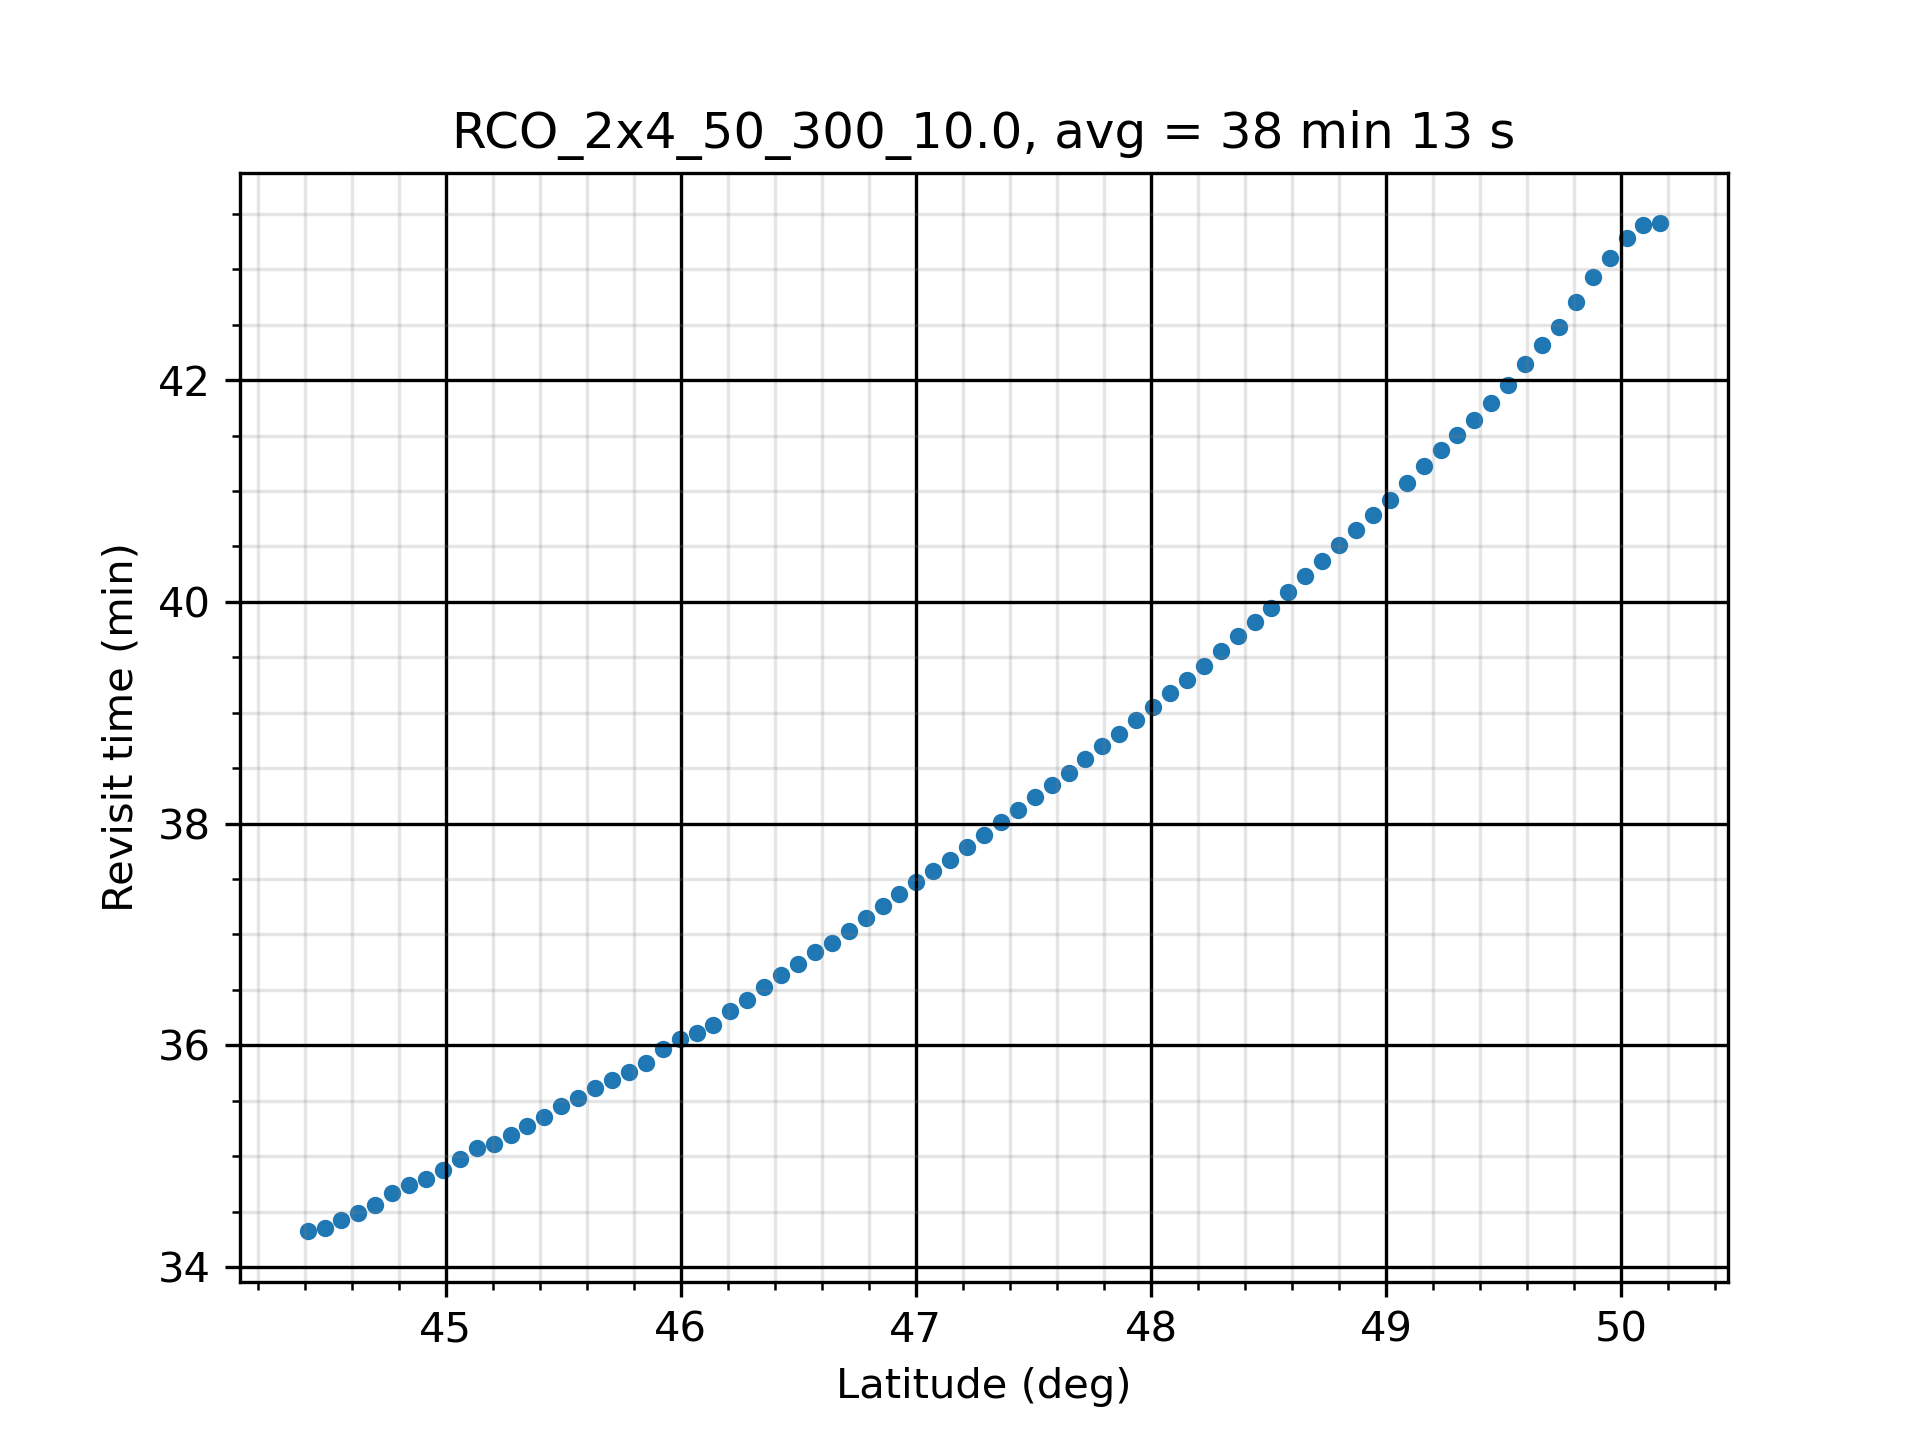 RCO_2x4_50_300_10.0, avg = 38 min 13 s
42
40
38
36
34
Revisit time (min)
45 46 47 48 49 50
Latitude (deg)